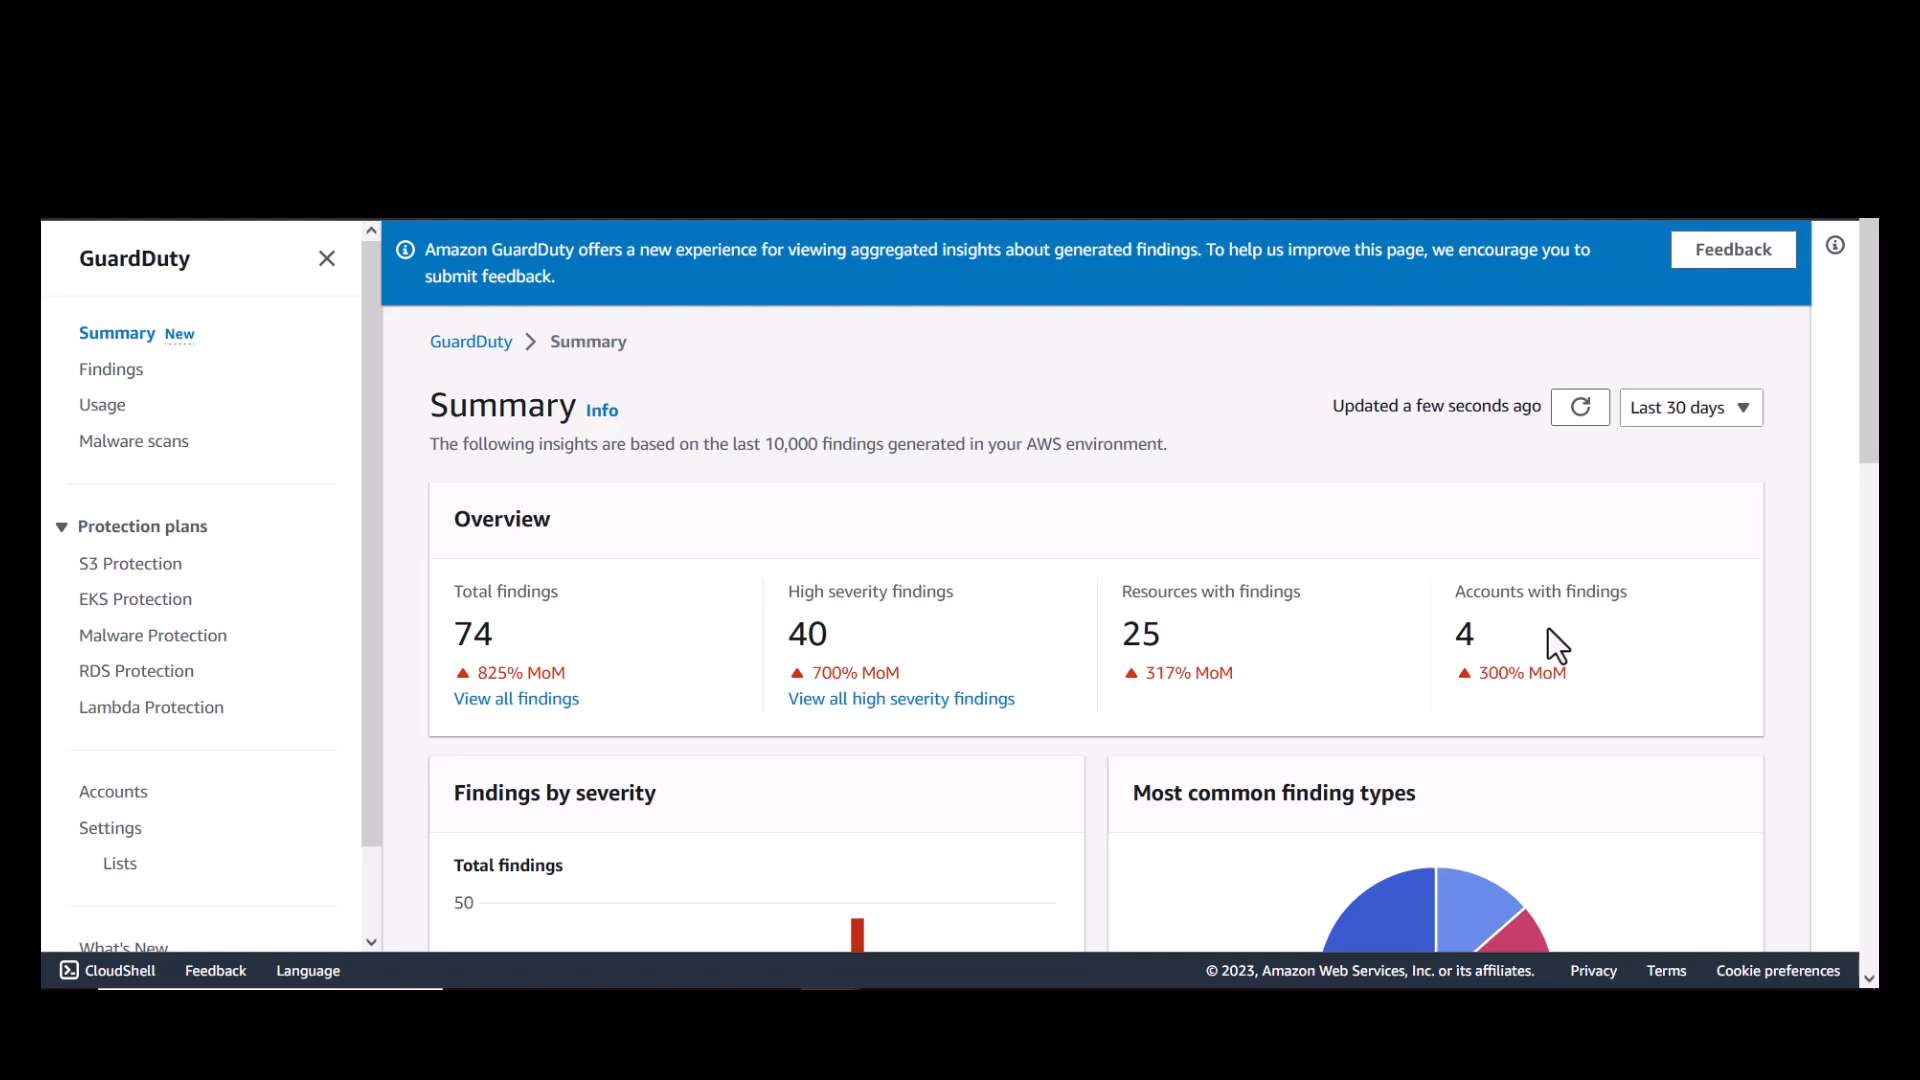 GuardDuty
Summary New
Findings
Usage
Malware scans
Protection plans
S3 Protection
EKS Protection
Malware Protection
RDS Protection
Lambda Protection
Accounts
Settings
Lists
What's New
Amazon GuardDuty offers a new experience for viewing aggregated insights about generated findings. To help us improve this page, we encourage you to
submit feedback.
Feedback
GuardDuty Summary
Summary Info
Updated a few seconds ago
Last 30 days
The following insights are based on the last 10,000 findings generated in your AWS environment.
Overview
Total findings
74
825% MoM
View all findings
High severity findings
40
700% MoM
View all high severity findings
Resources with findings
25
317% MoM
Accounts with findings
4
300% MoM
Findings by severity
Total findings
50
Most common finding types
CloudShell Feedback Language © 2023, Amazon Web Services, Inc. or its affiliates. Privacy Terms Cookie preferences